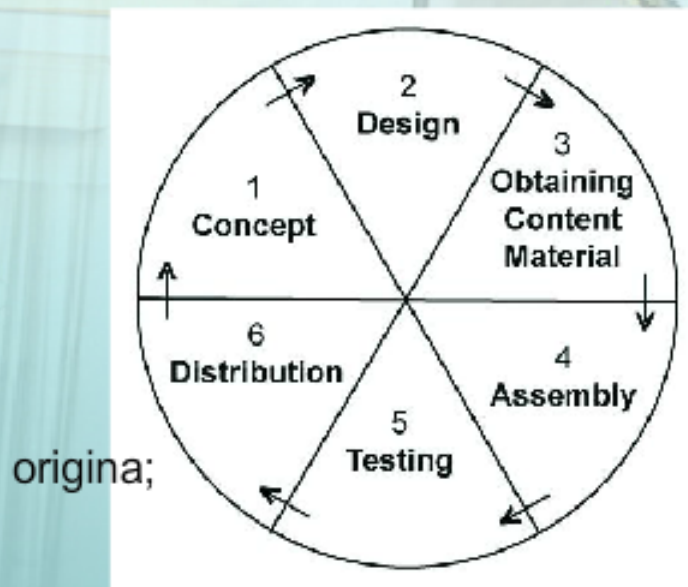 1
Concept
2
Design
3
Obtaining
Content
Material
4
Assembly
5
Testing
6
Distribution
origina;